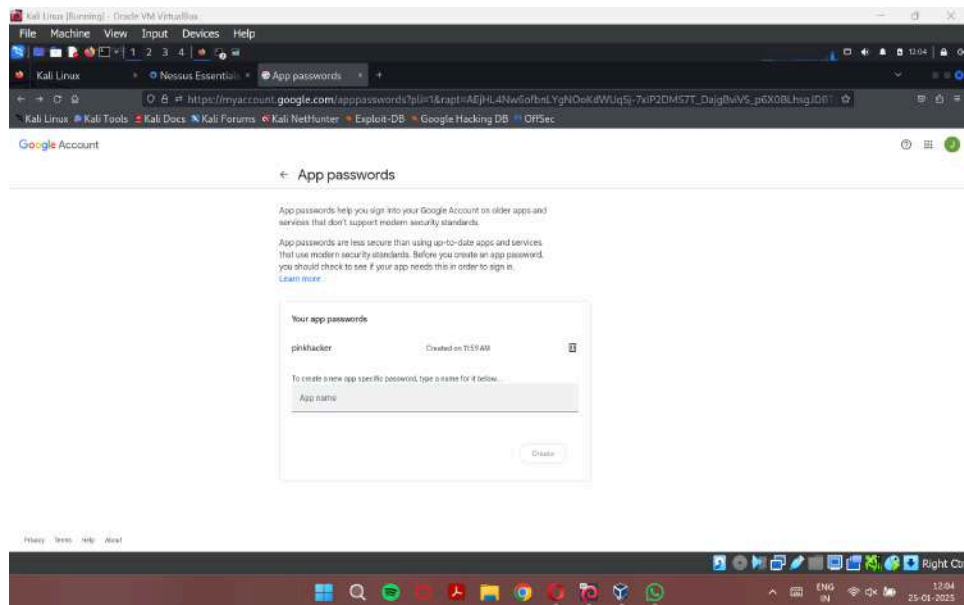 Kali Linux [Running] - Oracle VM VirtualBox
File Machine View Input Devices Help
1 2 3 4
12:04
Kali Linux
Nessus Essentials
App passwords
https://myaccount.google.com/apppasswords?pli=1&rapt=
Kali Linux Kali Tools Kali Docs Kali Forums Kali NetHunter Exploit-DB Google Hacking DB OffSec
Google Account
J
App passwords
App passwords help you sign into your Google Account on older apps and
services that don't support modern security standards.
App passwords are less secure than using up-to-date apps and services
that use modern security standards. Before you create an app password,
you should check to see if your app needs this in order to sign in.
Learn more
Your app passwords
pinkhacker Created on 11:59 AM
To create a new app specific password, type a name for it below...
App name
Create
Privacy Terms Help About
Right Ctr
ENG
IN
12:04
25-01-2025